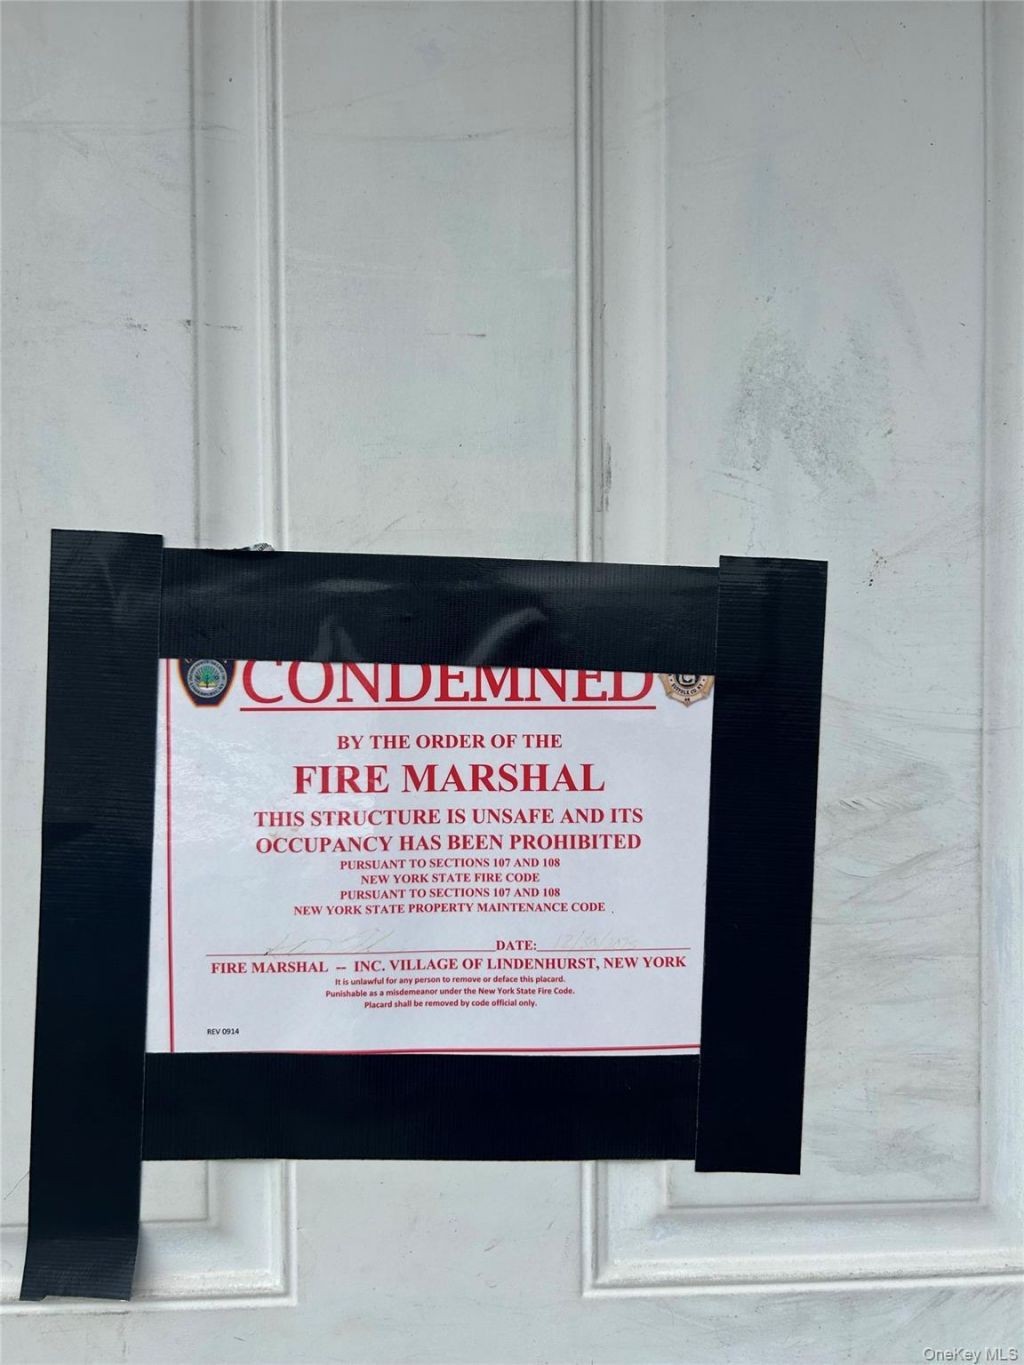 CONDEMNED
BY THE ORDER OF THE
FIRE MARSHAL
THIS STRUCTURE IS UNSAFE AND ITS
OCCUPANCY HAS BEEN PROHIBITED
PURSUANT TO SECTIONS 107 AND 108
NEW YORK STATE FIRE CODE
PURSUANT TO SECTIONS 107 AND 108
NEW YORK STATE PROPERTY MAINTENANCE CODE
DATE:
FIRE MARSHAL -- INC. VILLAGE OF LINDENHURST, NEW YORK
It is unlawful for any person to remove or deface this placard.
Punishable as a misdemeanor under the New York State Fire Code.
Placard shall be removed by code official only.
REV 0914
OneKey MLS